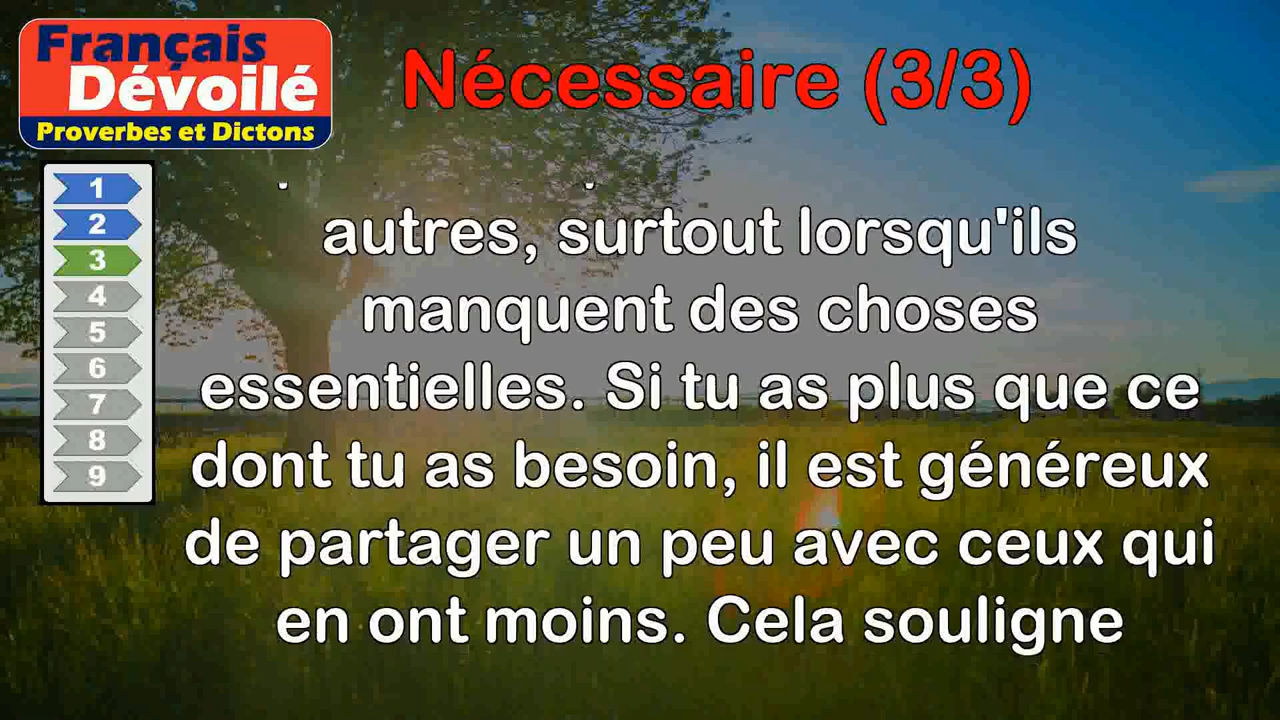 Français
Dévoilé
Proverbes et Dictons
Nécessaire (3/3)
1
2
3
4
5
6
7
8
9
autres, surtout lorsqu'ils
manquent des choses
essentielles. Si tu as plus que ce
dont tu as besoin, il est généreux
de partager un peu avec ceux qui
en ont moins. Cela souligne